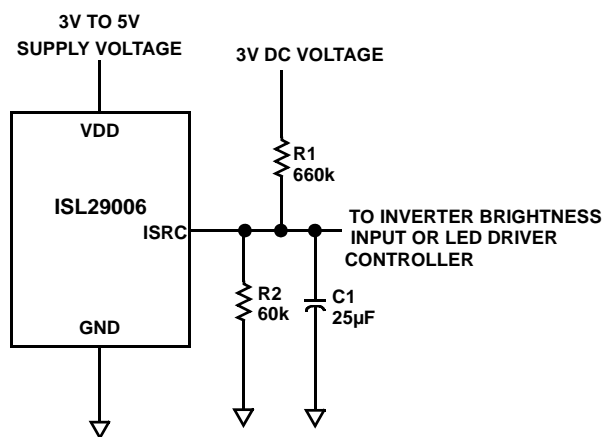 3V TO 5V
SUPPLY VOLTAGE
3V DC VOLTAGE
VDD
R1
660k
ISL29006
ISRC
TO INVERTER BRIGHTNESS
INPUT OR LED DRIVER
CONTROLLER
R2
60k
C1
25µF
GND